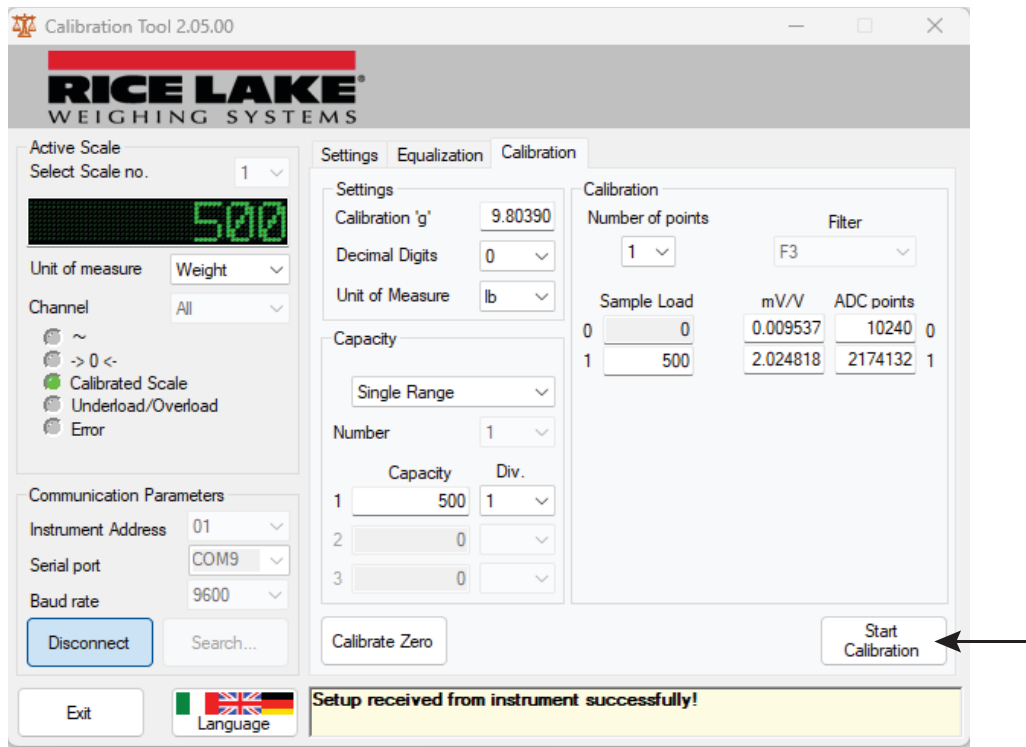 Calibration Tool 2.05.00
RICE LAKE®
WEIGHING SYSTEMS
Active Scale
Select Scale no. 1
500
Unit of measure Weight
Channel All
~
-> 0 <-
Calibrated Scale
Underload/Overload
Error
Communication Parameters
Instrument Address 01
Serial port COM9
Baud rate 9600
Disconnect Search...
Exit Language
Settings Equalization Calibration
Settings
Calibration 'g' 9.80390
Decimal Digits 0
Unit of Measure lb
Capacity
Single Range
Number 1
Capacity Div.
1 500 1
2 0
3 0
Calibration
Number of points Filter
1 F3
Sample Load mV/V ADC points
0 0 0.009537 10240 0
1 500 2.024818 2174132 1
Calibrate Zero
Start
Calibration
Setup received from instrument successfully!